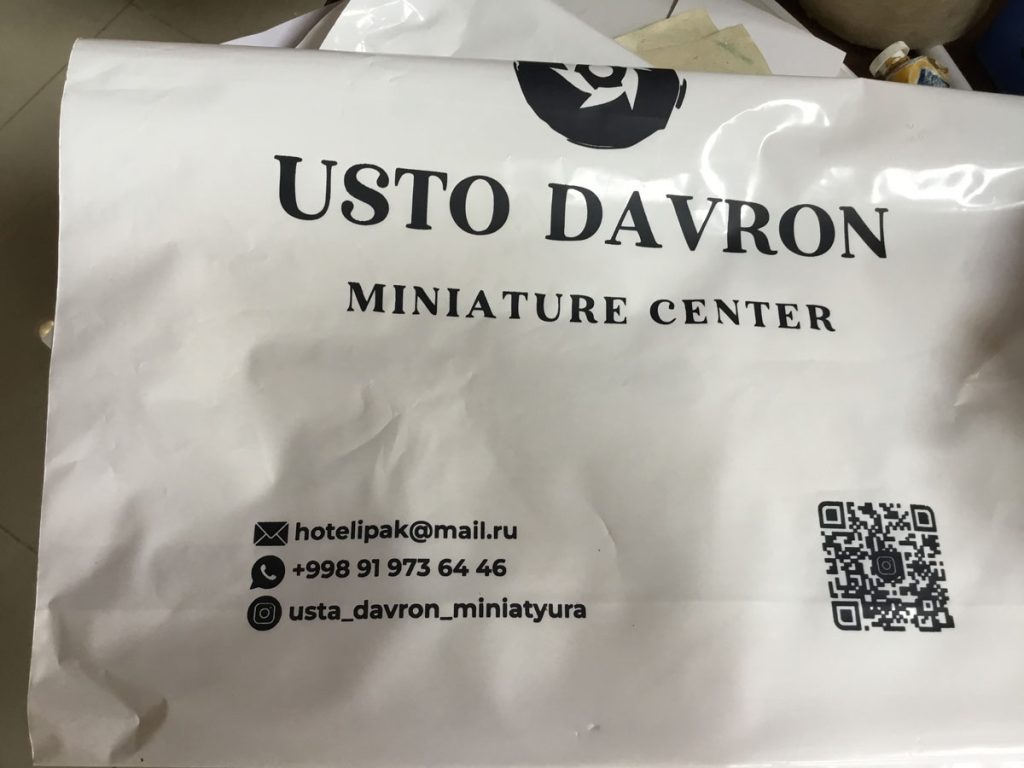 USTO DAVRON
MINIATURE CENTER
hotelipak@mail.ru
+998 91 973 64 46
usta_davron_miniatyura